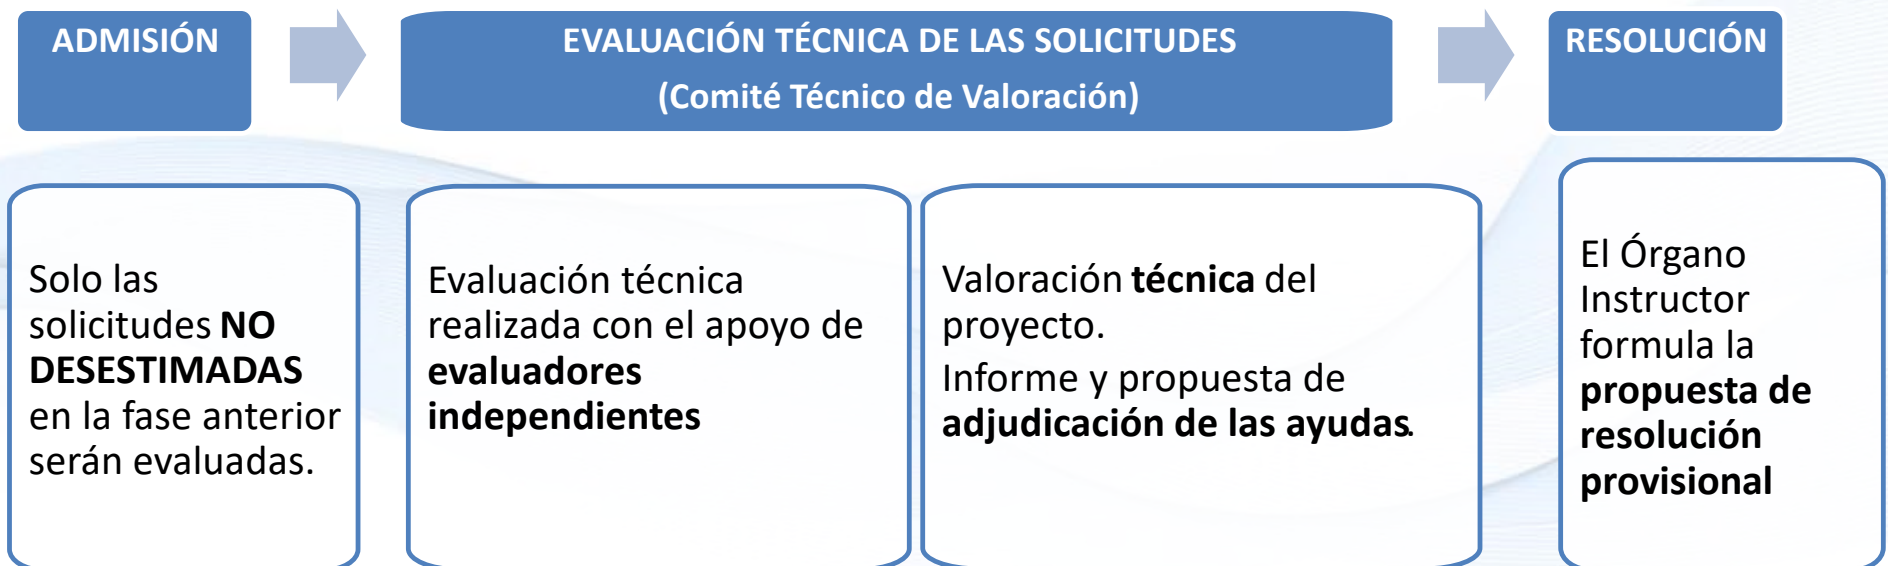 ADMISIÓN
EVALUACIÓN TÉCNICA DE LAS SOLICITUDES
(Comité Técnico de Valoración)
RESOLUCIÓN
Solo las
solicitudes NO
DESESTIMADAS
en la fase anterior
serán evaluadas.
Evaluación técnica
realizada con el apoyo de
evaluadores
independientes
Valoración técnica del
proyecto.
Informe y propuesta de
adjudicación de las ayudas.
El Órgano
Instructor
formula la
propuesta de
resolución
provisional